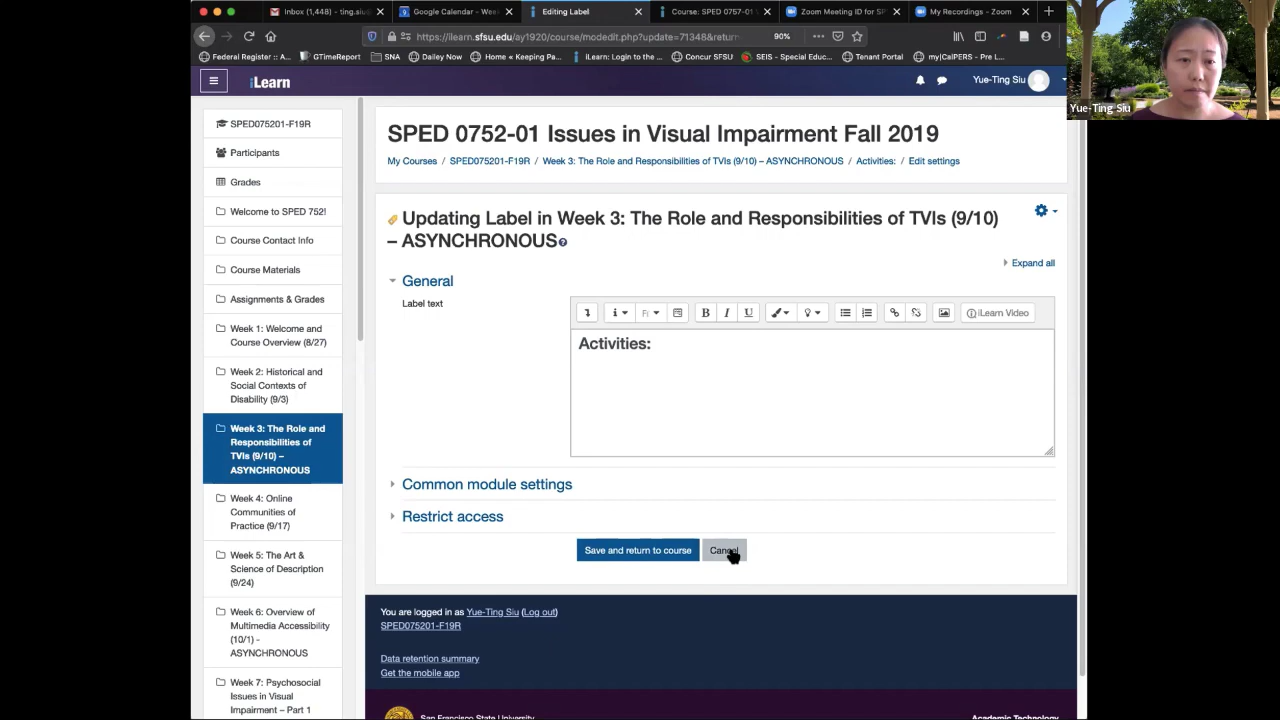 Inbox (1,448) - ting.siu@
Google Calendar - Wee
Editing Label
Course: SPED 0757-01
Zoom Meeting ID for SP
My Recordings - Zoom
https://ilearn.sfsu.edu/ay1920/course/modedit.php?update=71348&retur
90%
Federal Register :: A...
GTimeReport
SNA
Dailey Now
Home « Keeping Pa...
iLearn: Login to the ...
Concur SFSU
SEIS - Special Educ...
Tenant Portal
my|CalPERS - Pre L...
iLearn
Yue-Ting Siu
Yue-Ting Siu
SPED075201-F19R
Participants
Grades
Welcome to SPED 752!
Course Contact Info
Course Materials
Assignments & Grades
Week 1: Welcome and
Course Overview (8/27)
Week 2: Historical and
Social Contexts of
Disability (9/3)
Week 3: The Role and
Responsibilities of
TVIs (9/10) –
ASYNCHRONOUS
Week 4: Online
Communities of
Practice (9/17)
Week 5: The Art &
Science of Description
(9/24)
Week 6: Overview of
Multimedia Accessibility
(10/1) -
ASYNCHRONOUS
Week 7: Psychosocial
Issues in Visual
Impairment – Part 1
SPED 0752-01 Issues in Visual Impairment Fall 2019
My Courses / SPED075201-F19R / Week 3: The Role and Responsibilities of TVIs (9/10) – ASYNCHRONOUS / Activities: / Edit settings
Updating Label in Week 3: The Role and Responsibilities of TVIs (9/10)
– ASYNCHRONOUS
Expand all
General
Label text
B I U
iLearn Video
Activities:
Common module settings
Restrict access
Save and return to course
Cancel
You are logged in as Yue-Ting Siu (Log out)
SPED075201-F19R
Data retention summary
Get the mobile app
San Francisco State University
Academic Technology